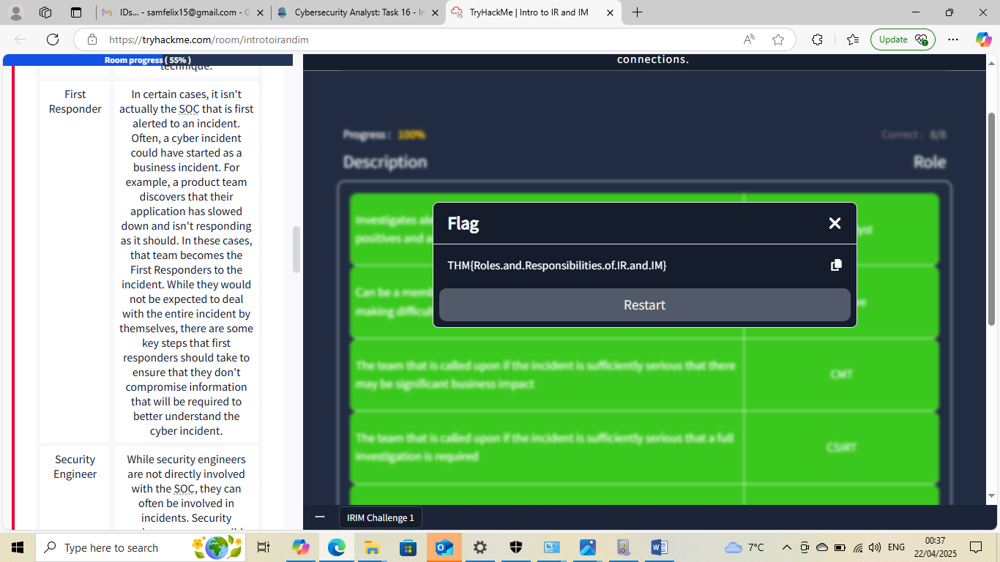 IDs... - samfelix15@gmail.com - G
Cybersecurity Analyst: Task 16 - In
TryHackMe | Intro to IR and IM
https://tryhackme.com/room/introtoirandim
Update
Room progress ( 55% )
technique.
First
Responder
In certain cases, it isn't
actually the SOC that is first
alerted to an incident.
Often, a cyber incident
could have started as a
business incident. For
example, a product team
discovers that their
application has slowed
down and isn't responding
as it should. In these cases,
that team becomes the
First Responders to the
incident. While they would
not be expected to deal
with the entire incident by
themselves, there are some
key steps that first
responders should take to
ensure that they don't
compromise information
that will be required to
better understand the
cyber incident.
Security
Engineer
While security engineers
are not directly involved
with the SOC, they can
often be involved in
incidents. Security
connections.
Progress : 100%
Correct : 8/8
Description
Role
Investigates
positives and
Can be a
making
Flag
THM{Roles.and.Responsibilities.of.IR.and.IM}
Restart
The team that is called upon if the incident is sufficiently serious that there
may be significant business impact
CMT
The team that is called upon if the incident is sufficiently serious that a full
investigation is required
CSIRT
IRIM Challenge 1
Type here to search
7°C
ENG
00:37
22/04/2025